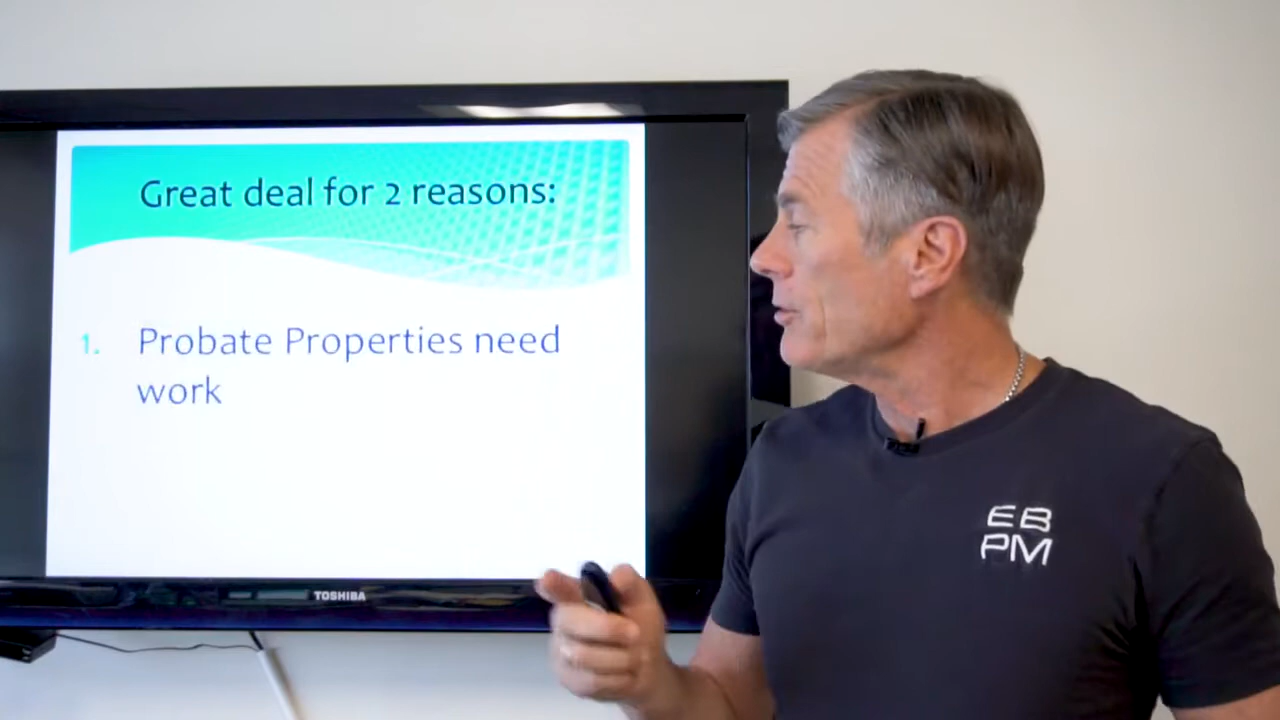 Great deal for 2 reasons:
1. Probate Properties need
work
TOSHIBA
EB
PM